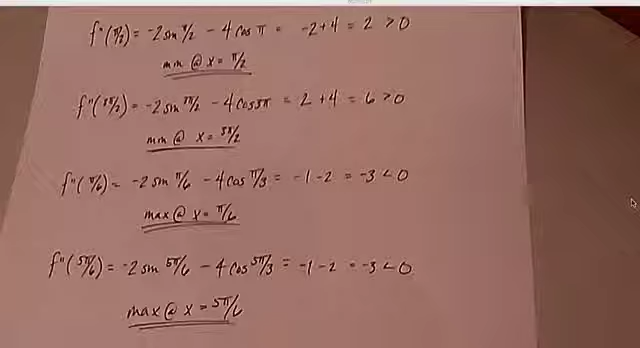 f"(π/2) = -2 sin π/2 - 4 cos π = -2+4 = 2 >0
min @ x = π/2
f"(3π/2) = -2 sin 3π/2 - 4 cos 3π = 2+4 = 6 >0
min @ x = 3π/2
f"(π/6) = -2 sin π/6 - 4 cos π/3 = -1-2 = -3 <0
max @ x = π/6
f"(5π/6) = -2 sin 5π/6 - 4 cos 5π/3 = -1-2 = -3 <0
max @ x = 5π/6